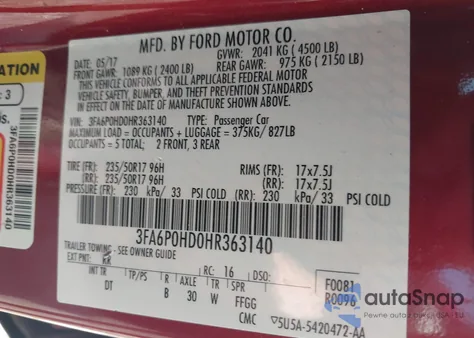 MFD. BY FORD MOTOR CO.
DATE: 05/17 GVWR: 2041 KG (4500 LB)
FRONT GAWR: 1089 KG (2400 LB) REAR GAWR: 975 KG (2150 LB)
THIS VEHICLE CONFORMS TO ALL APPLICABLE FEDERAL MOTOR
VEHICLE SAFETY, BUMPER, AND THEFT PREVENTION STANDARDS
IN EFFECT ON THE DATE OF MANUFACTURE SHOWN ABOVE.
VIN: 3FA6P0HD0HR363140 TYPE: Passenger Car
MAXIMUM LOAD = OCCUPANTS + LUGGAGE = 375KG/ 827LB
OCCUPANTS = 5 TOTAL; 2 FRONT, 3 REAR
TIRE (FR): 235/50R17 96H RIMS (FR): 17x7.5J
(RR): 235/50R17 96H (RR): 17x7.5J
PRESSURE (FR): 230 kPa/ 33 PSI COLD (RR): 230 kPa/ 33 PSI COLD
3FA6P0HD0HR363140
TRAILER TOWING - SEE OWNER GUIDE
EXT PNT: RR RC: 16 DSO: F0081
R0096
INT TR TP/PS R AXLE TR SPR
DT B 30 W FFGG
5U5A-5420472-AA
ATION
: 3
3FA6P0HD0HR363140
autoSnap